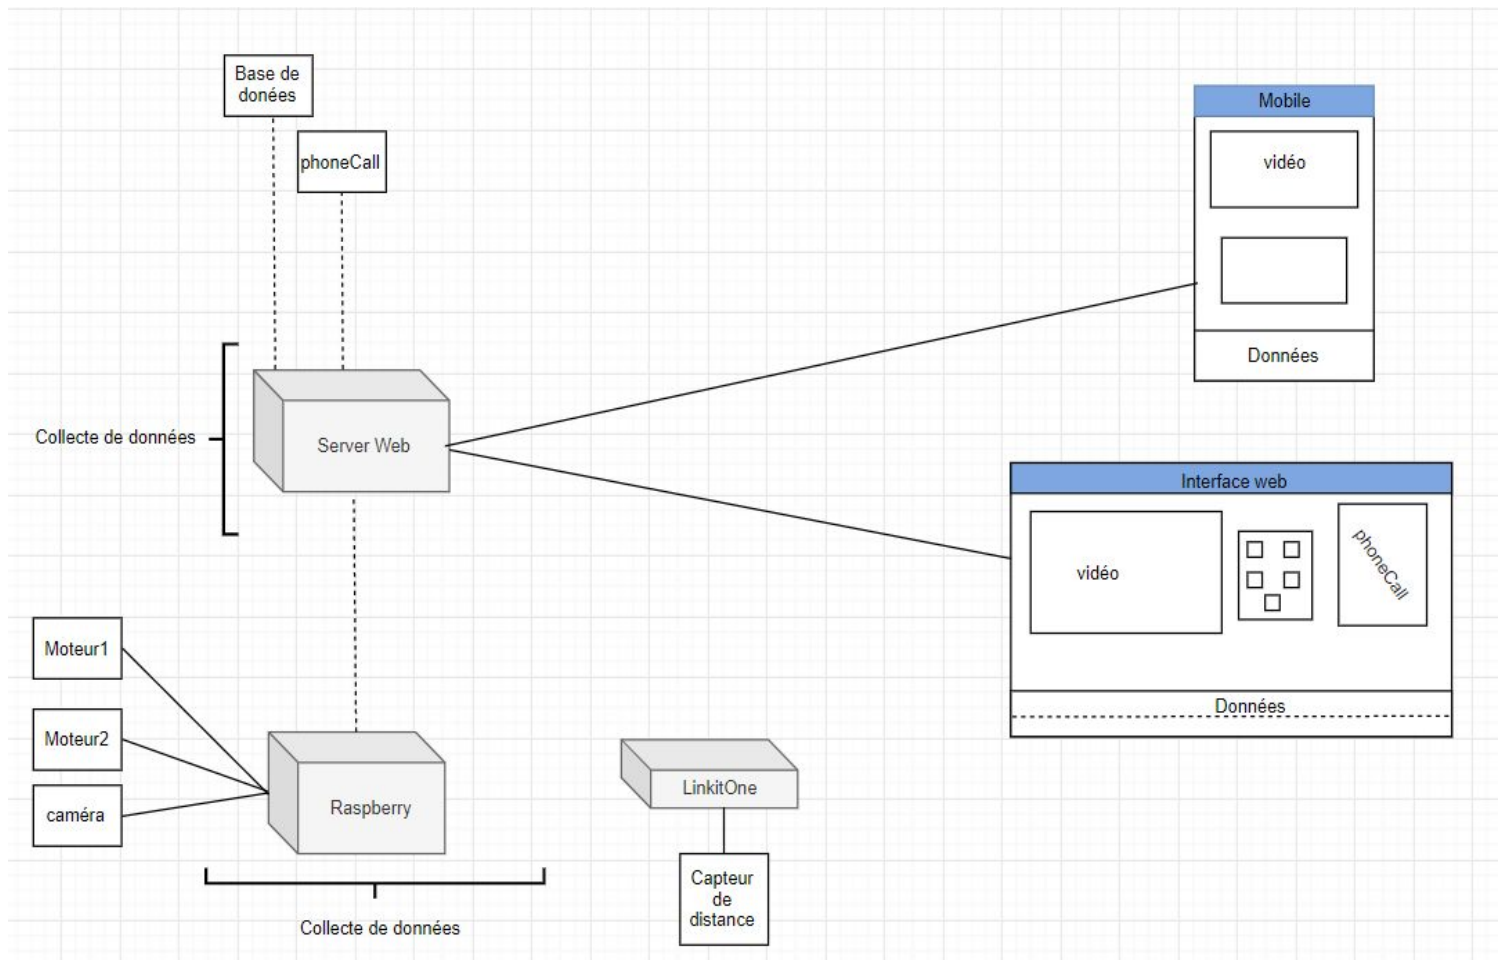 Base de
donées
phoneCall
Mobile
vidéo
Données
Collecte de données
Server Web
Interface web
vidéo
phoneCall
Données
Moteur1
Moteur2
caméra
Raspberry
LinkitOne
Capteur
de
distance
Collecte de données